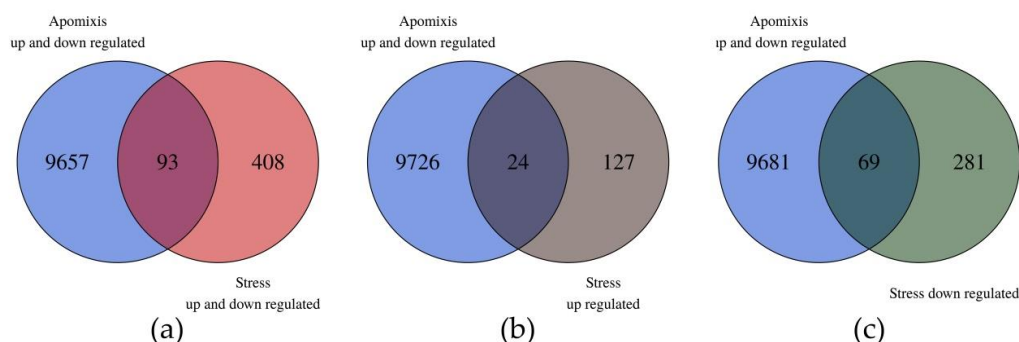 Apomixis
up and down regulated
9657
93
408
Stress
up and down regulated
(a)
Apomixis
up and down regulated
9726
24
127
Stress
up regulated
(b)
Apomixis
up and down regulated
9681
69
281
Stress down regulated
(c)